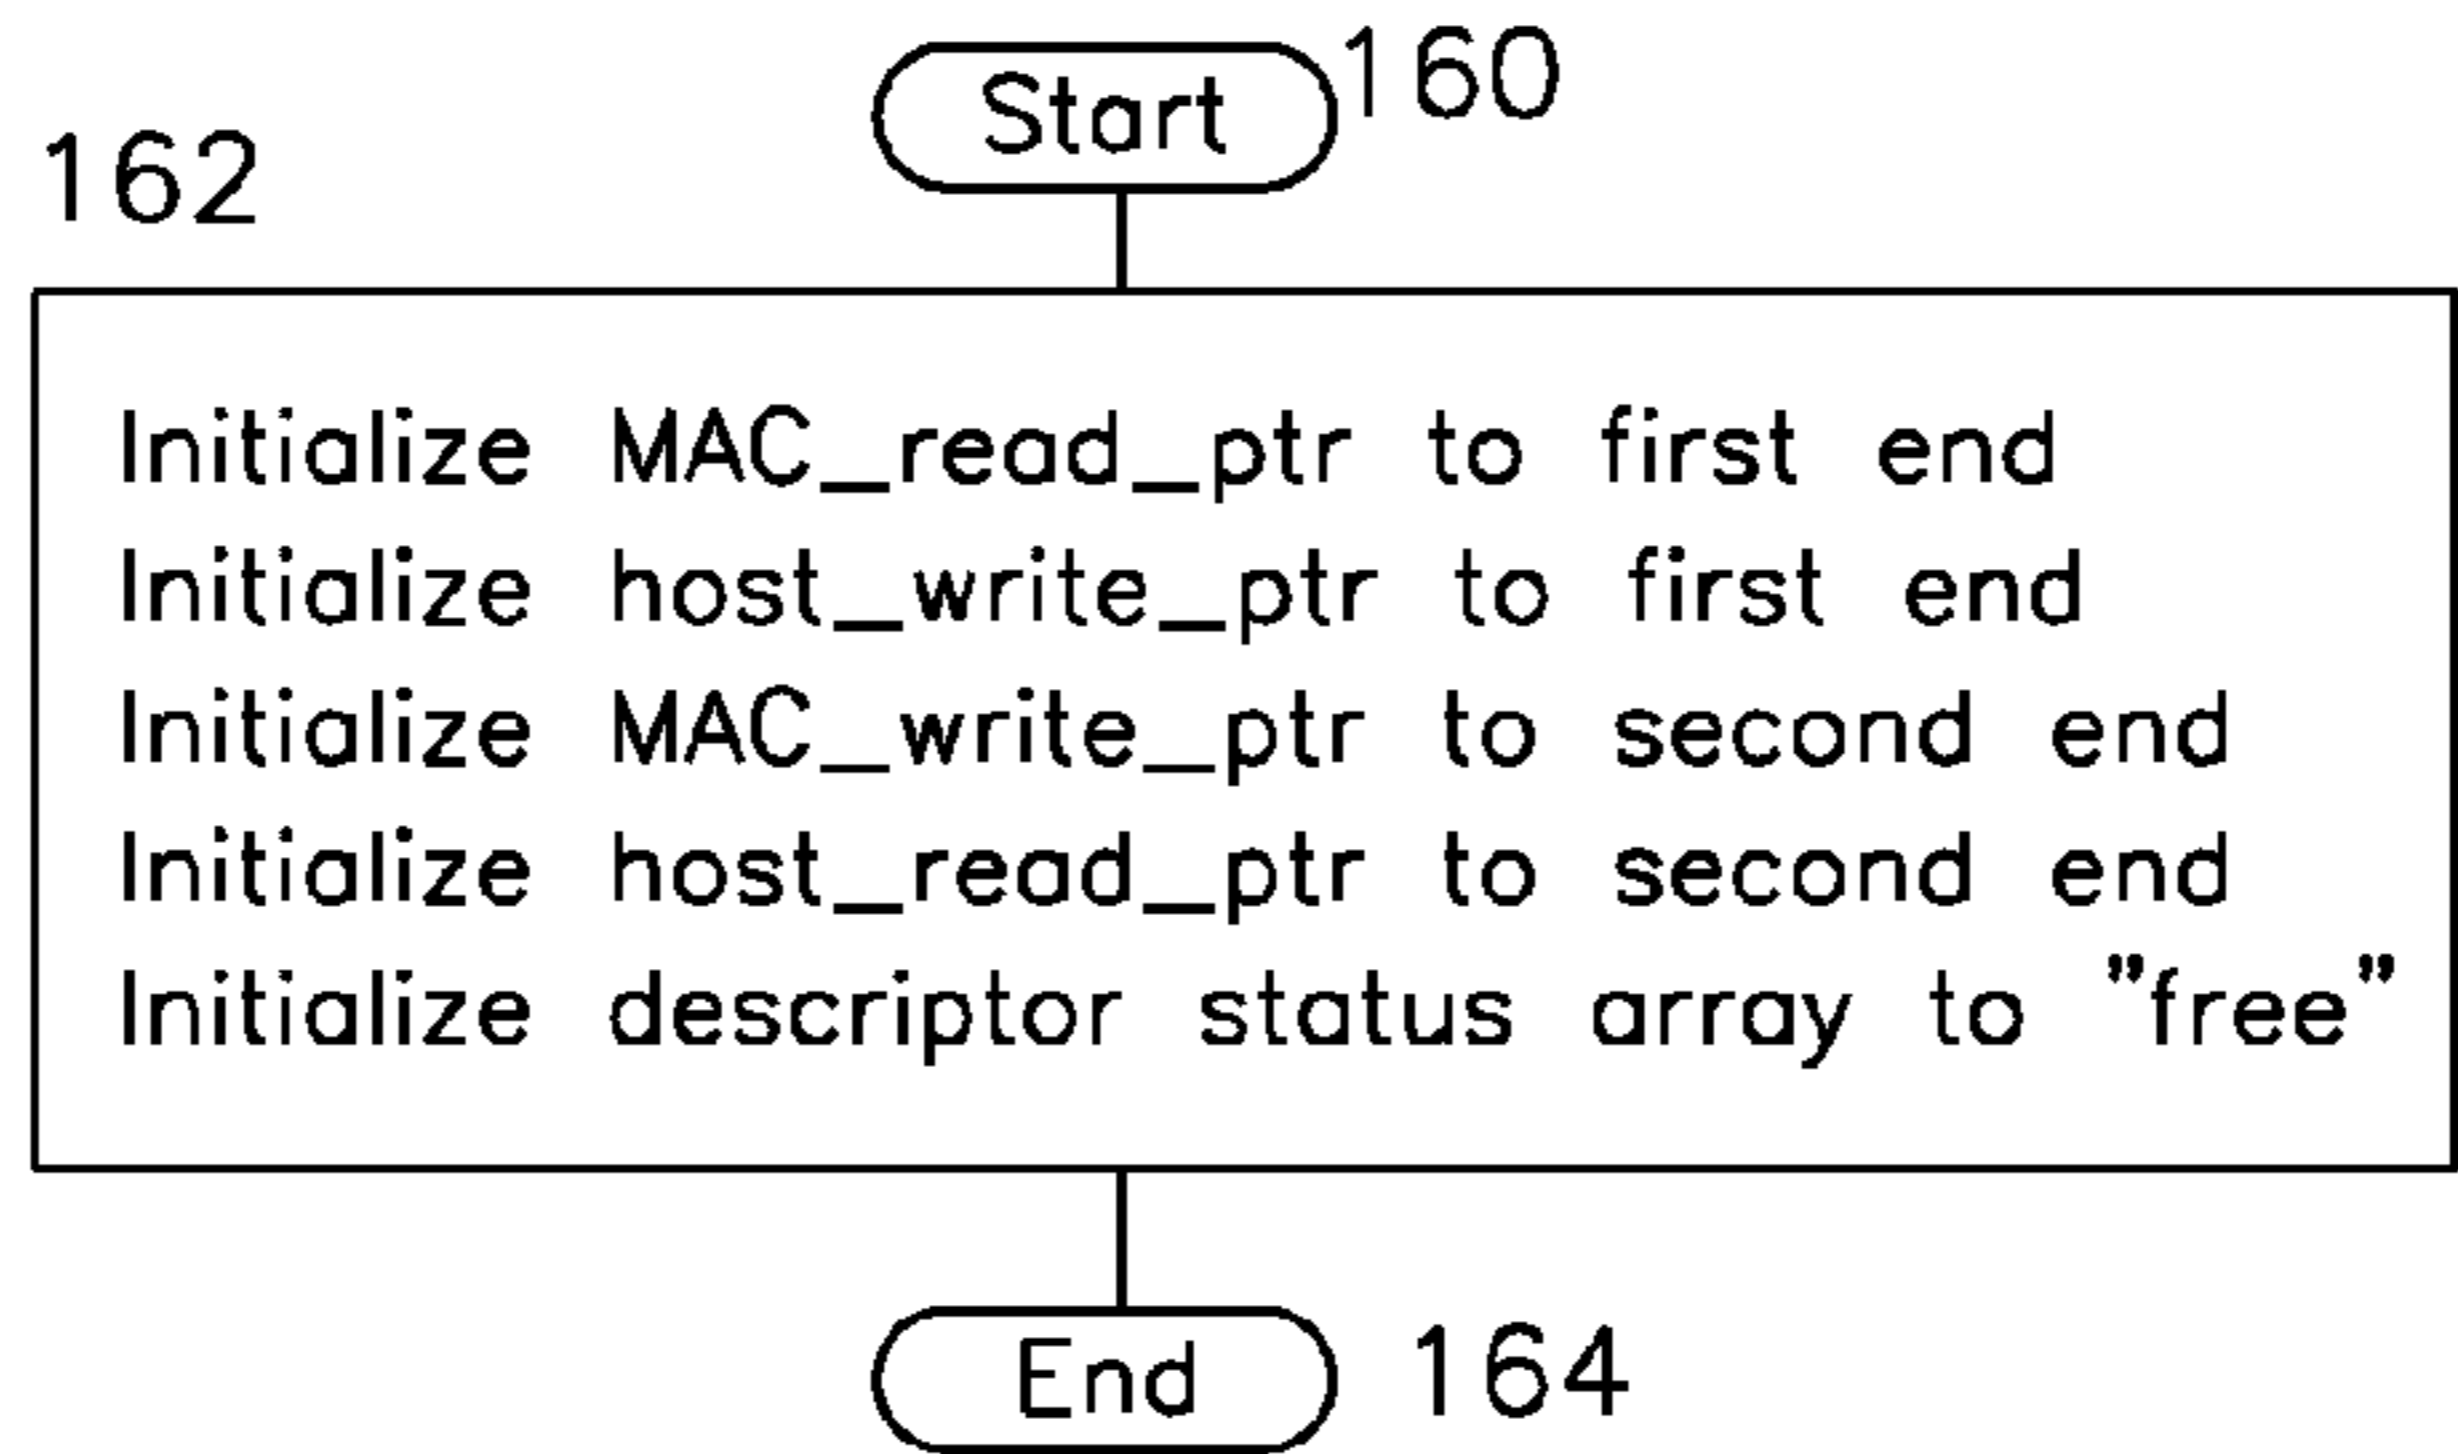 Start 160
162
Initialize MAC_read_ptr to first end
Initialize host_write_ptr to first end
Initialize MAC_write_ptr to second end
Initialize host_read_ptr to second end
Initialize descriptor status array to "free"
End 164